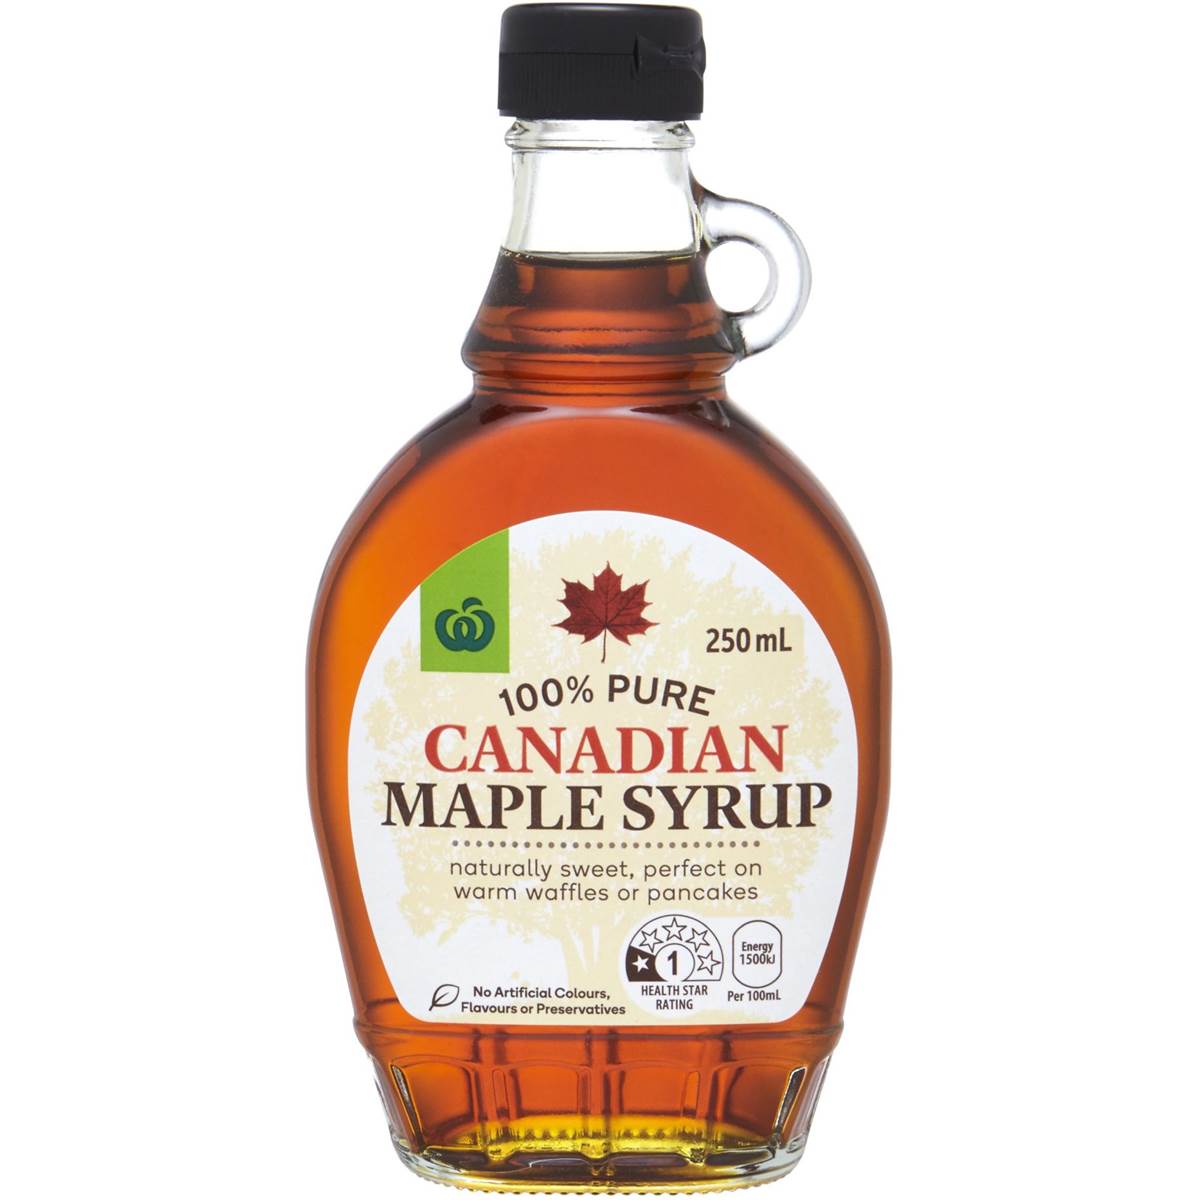 250 mL
100% PURE
CANADIAN
MAPLE SYRUP
naturally sweet, perfect on
warm waffles or pancakes
No Artificial Colours,
Flavours or Preservatives
1
HEALTH STAR
RATING
Energy
1500kJ
Per 100mL